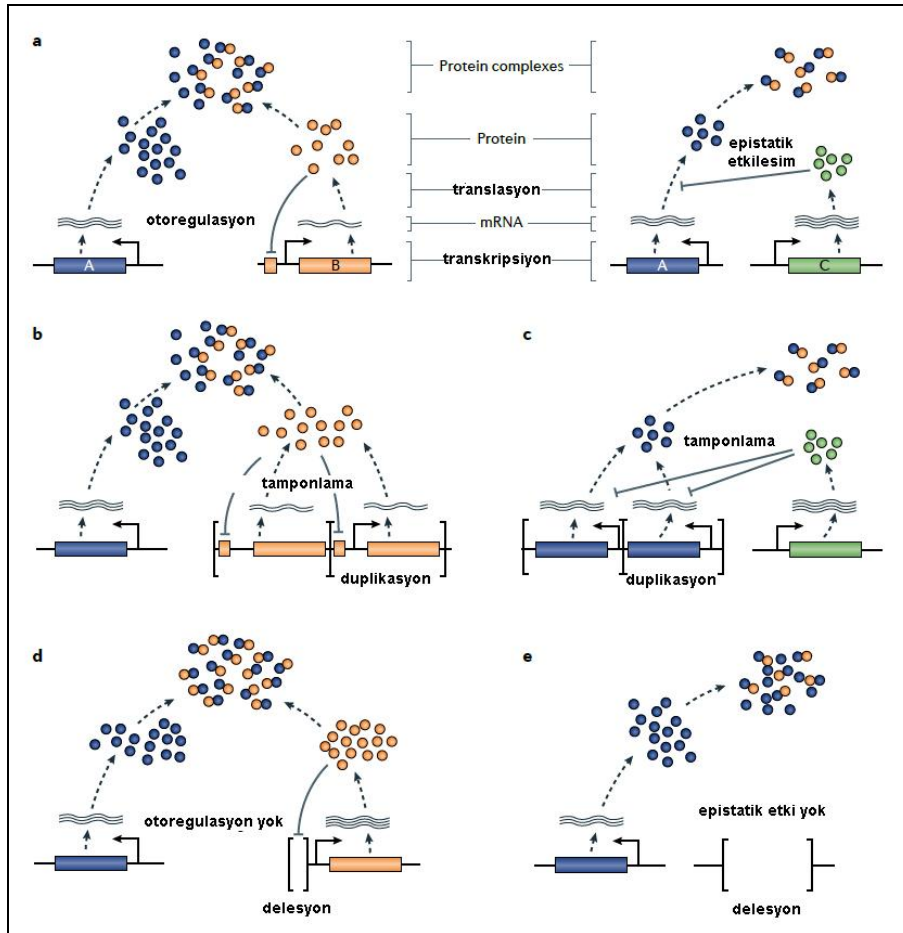 a
Protein complexes
Protein
epistatik
etkilesim
translasyon
otoregulasyon
mRNA
transkripsiyon
A
B
A
C
b
c
tamponlama
tamponlama
duplikasyon
duplikasyon
d
e
otoregulasyon yok
epistatik etki yok
delesyon
delesyon